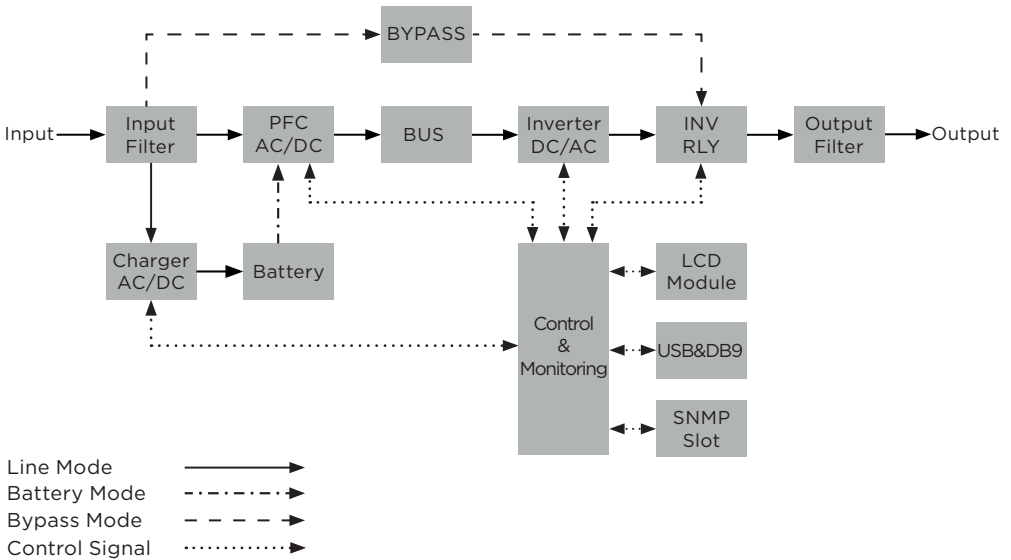 BYPASS
Input
Input
Filter
PFC
AC/DC
BUS
Inverter
DC/AC
INV
RLY
Output
Filter
Output
Charger
AC/DC
Battery
Control
&
Monitoring
LCD
Module
USB&DB9
SNMP
Slot
Line Mode
Battery Mode
Bypass Mode
Control Signal